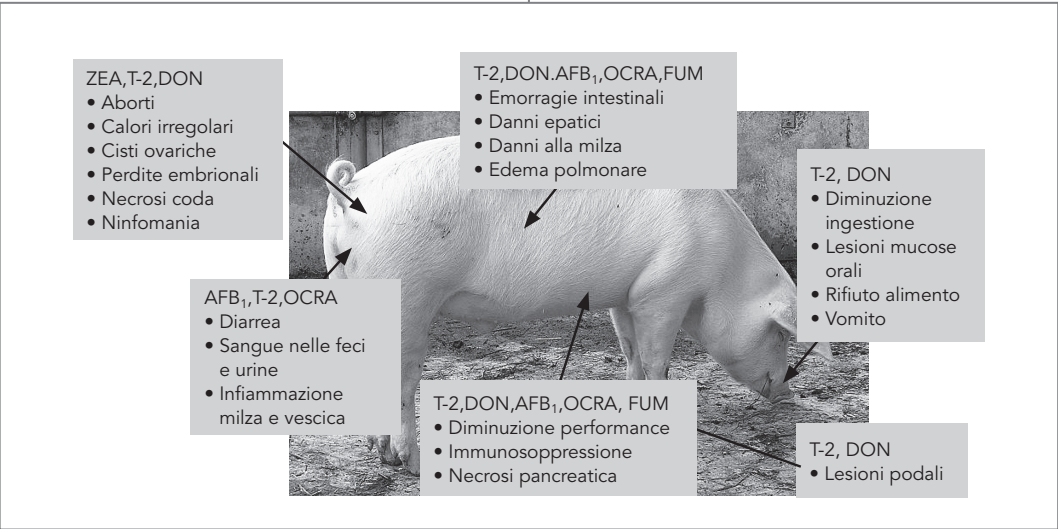 ZEA,T-2,DON
• Aborti
• Calori irregolari
• Cisti ovariche
• Perdite embrionali
• Necrosi coda
• Ninfomania
T-2,DON.AFB₁,OCRA,FUM
• Emorragie intestinali
• Danni epatici
• Danni alla milza
• Edema polmonare
T-2, DON
• Diminuzione
ingestione
• Lesioni mucose
orali
• Rifiuto alimento
• Vomito
AFB₁,T-2,OCRA
• Diarrea
• Sangue nelle feci
e urine
• Infiammazione
milza e vescica
T-2,DON,AFB₁,OCRA, FUM
• Diminuzione performance
• Immunosoppressione
• Necrosi pancreatica
T-2, DON
• Lesioni podali